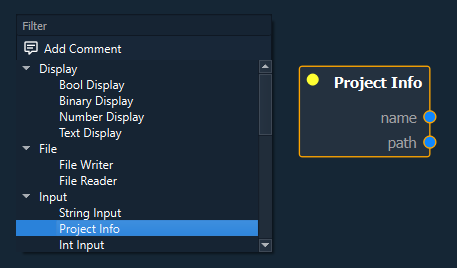 Filter
Add Comment
Display
Bool Display
Binary Display
Number Display
Text Display
File
File Writer
File Reader
Input
String Input
Project Info
Int Input
Project Info
name
path